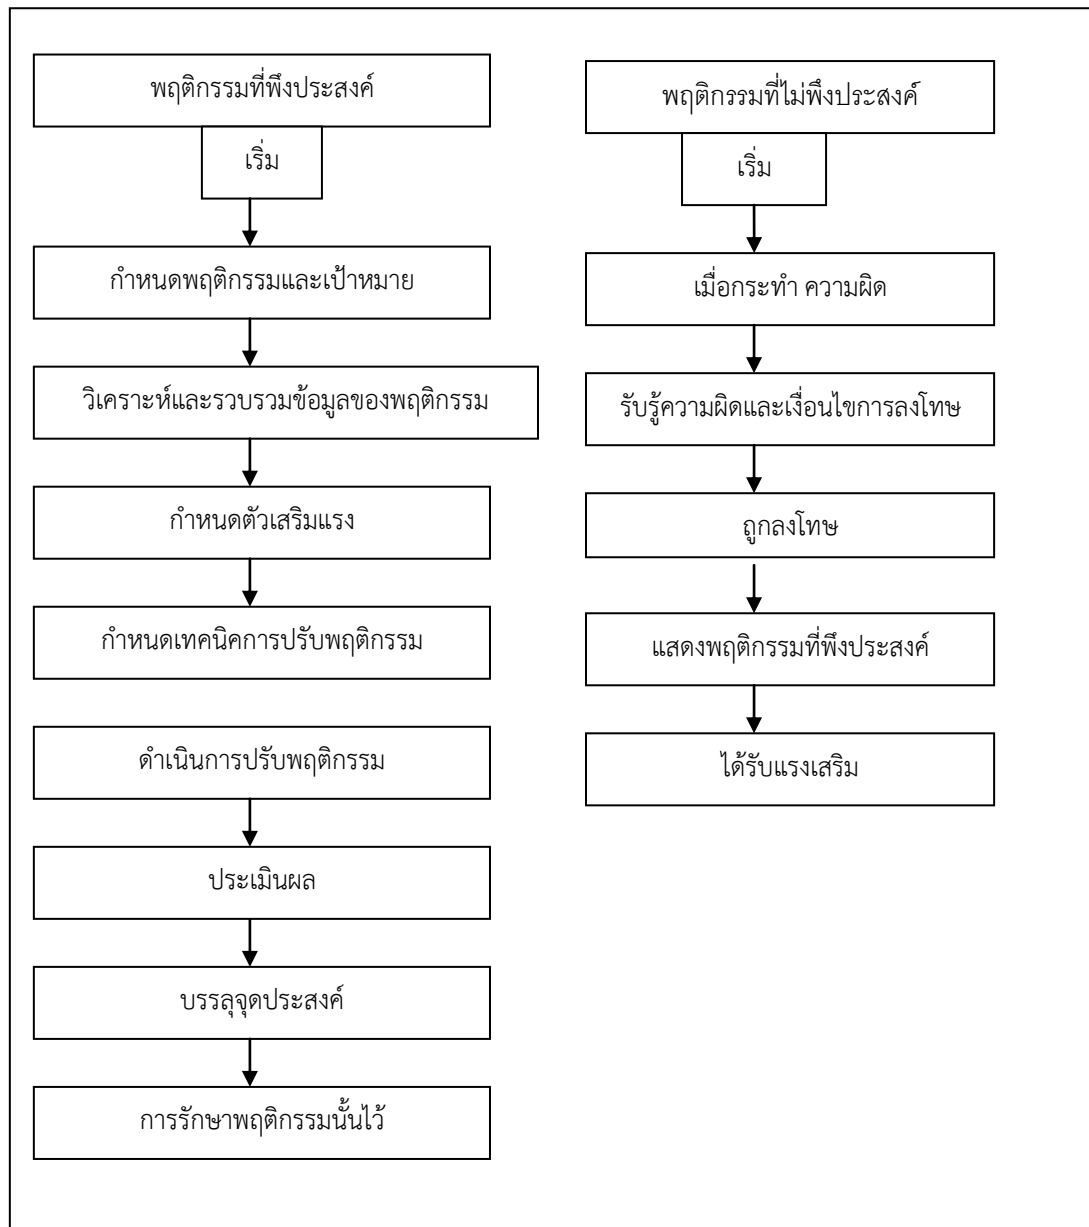 พฤติกรรมที่พึงประสงค์
เริ่ม
กำหนดพฤติกรรมและเป้าหมาย
วิเคราะห์และรวบรวมข้อมูลของพฤติกรรม
กำหนดตัวเสริมแรง
กำหนดเทคนิคการปรับพฤติกรรม
ดำเนินการปรับพฤติกรรม
ประเมินผล
บรรลุจุดประสงค์
การรักษาพฤติกรรมนั้นไว้
พฤติกรรมที่ไม่พึงประสงค์
เริ่ม
เมื่อกระทำ ความผิด
รับรู้ความผิดและเงื่อนไขการลงโทษ
ถูกลงโทษ
แสดงพฤติกรรมที่พึงประสงค์
ได้รับแรงเสริม